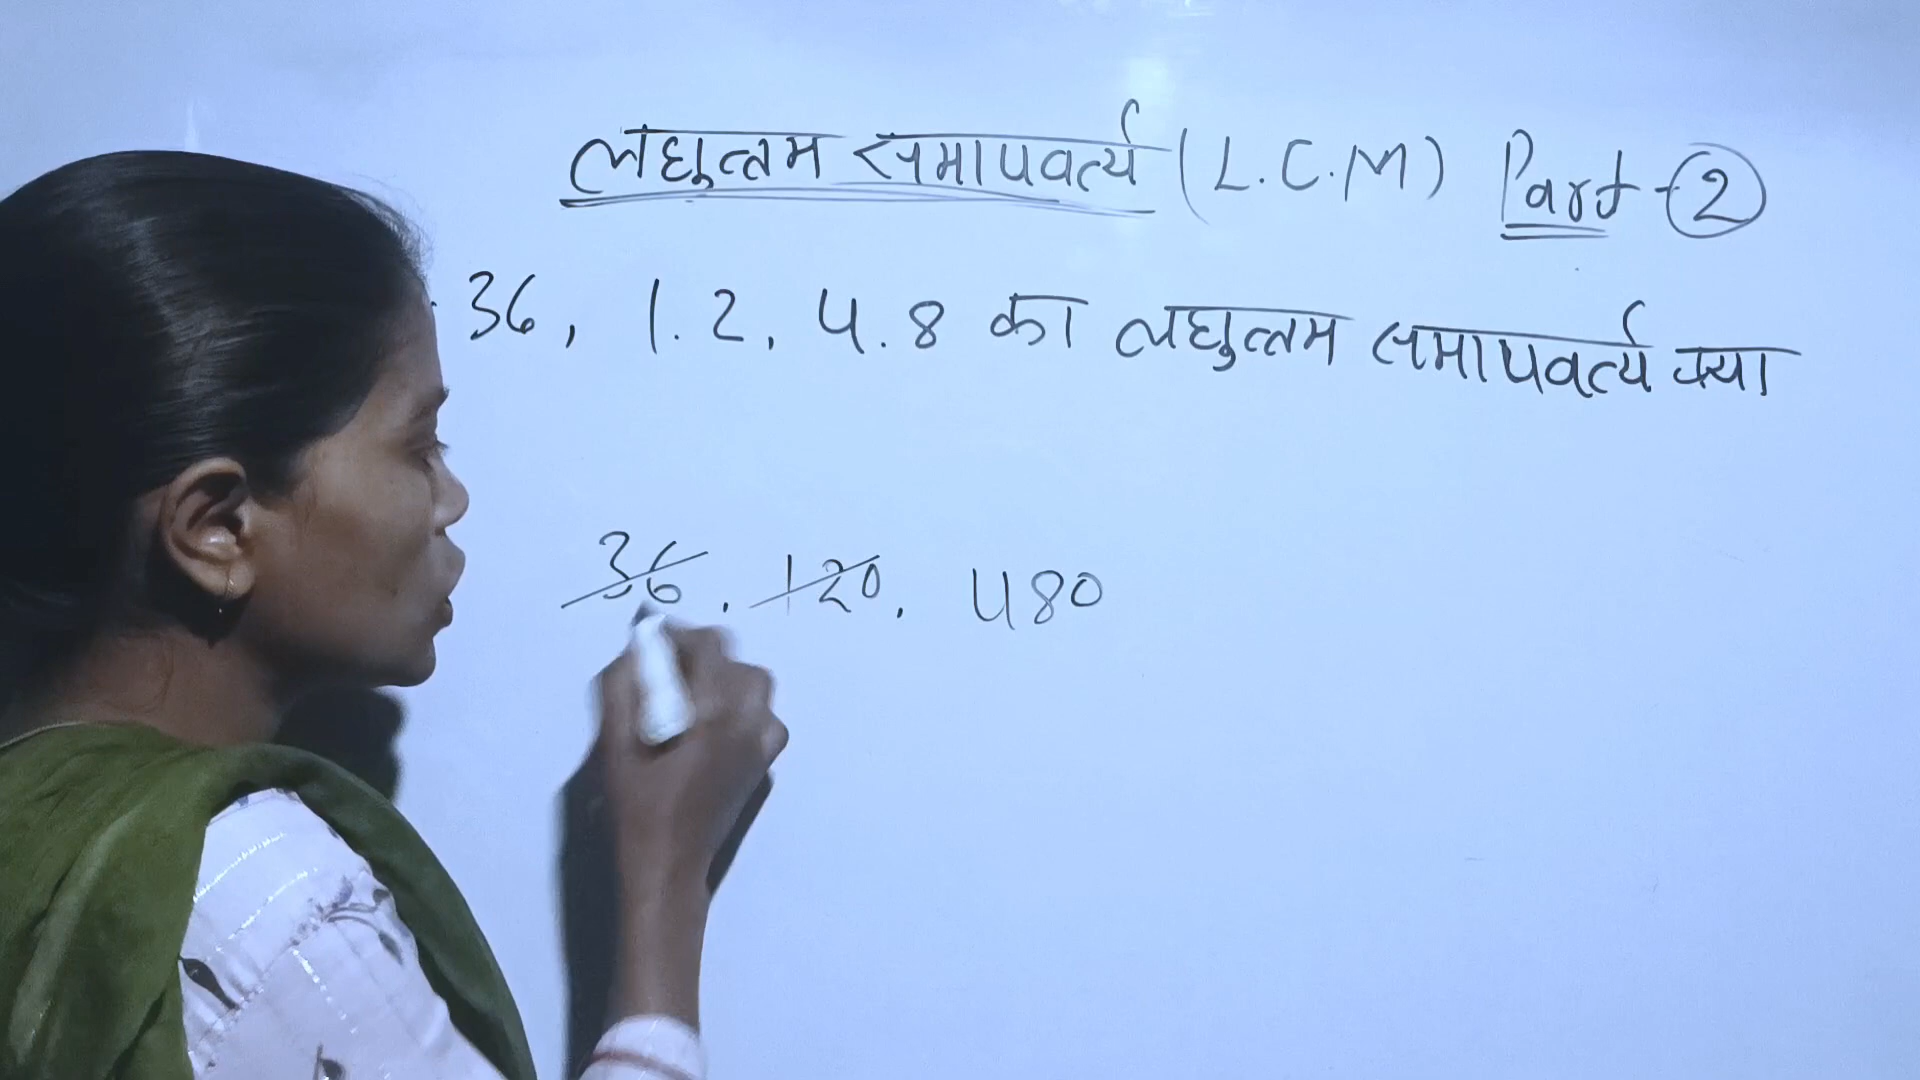 लघुत्तम समापवर्त्य (L.C.M) Part-2
.36, 1.2, 4.8 का लघुत्तम समापवर्त्य क्या
36, 120, 480